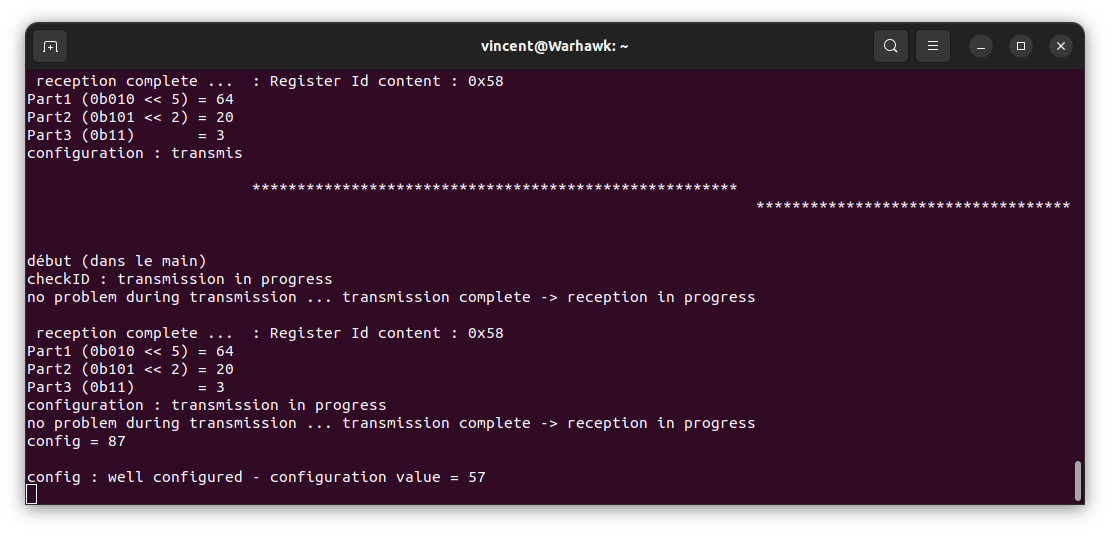 vincent@Warhawk: ~
 reception complete ...  : Register Id content : 0x58
Part1 (0b010 << 5) = 64
Part2 (0b101 << 2) = 20
Part3 (0b11)       = 3
configuration : transmis
******************************************************
***********************************
début (dans le main)
checkID : transmission in progress
no problem during transmission ... transmission complete -> reception in progress
 reception complete ...  : Register Id content : 0x58
Part1 (0b010 << 5) = 64
Part2 (0b101 << 2) = 20
Part3 (0b11)       = 3
configuration : transmission in progress
no problem during transmission ... transmission complete -> reception in progress
config = 87
config : well configured - configuration value = 57